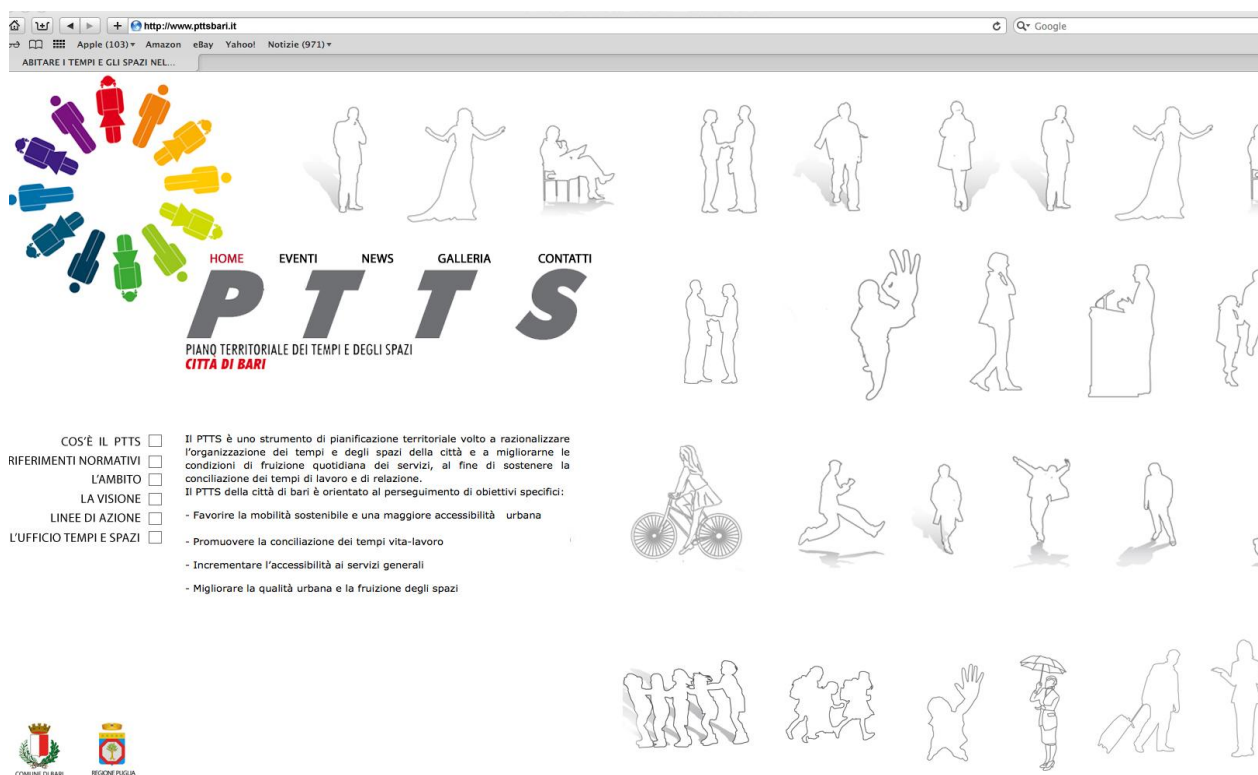 http://www.pttsbari.it
Google
Apple (103) Amazon eBay Yahoo! Notizie (971)
ABITARE I TEMPI E GLI SPAZI NEL...
HOME EVENTI NEWS GALLERIA CONTATTI
PTTS
PIANO TERRITORIALE DEI TEMPI E DEGLI SPAZI
CITTÀ DI BARI
COS'È IL PTTS
RIFERIMENTI NORMATIVI
L'AMBITO
LA VISIONE
LINEE DI AZIONE
L'UFFICIO TEMPI E SPAZI
Il PTTS è uno strumento di pianificazione territoriale volto a razionalizzare
l'organizzazione dei tempi e degli spazi della città e a migliorarne le
condizioni di fruizione quotidiana dei servizi, al fine di sostenere la
conciliazione dei tempi di lavoro e di relazione.
Il PTTS della città di bari è orientato al perseguimento di obiettivi specifici:
- Favorire la mobilità sostenibile e una maggiore accessibilità urbana
- Promuovere la conciliazione dei tempi vita-lavoro
- Incrementare l'accessibilità ai servizi generali
- Migliorare la qualità urbana e la fruizione degli spazi
COMUNE DI BARI
REGIONE PUGLIA